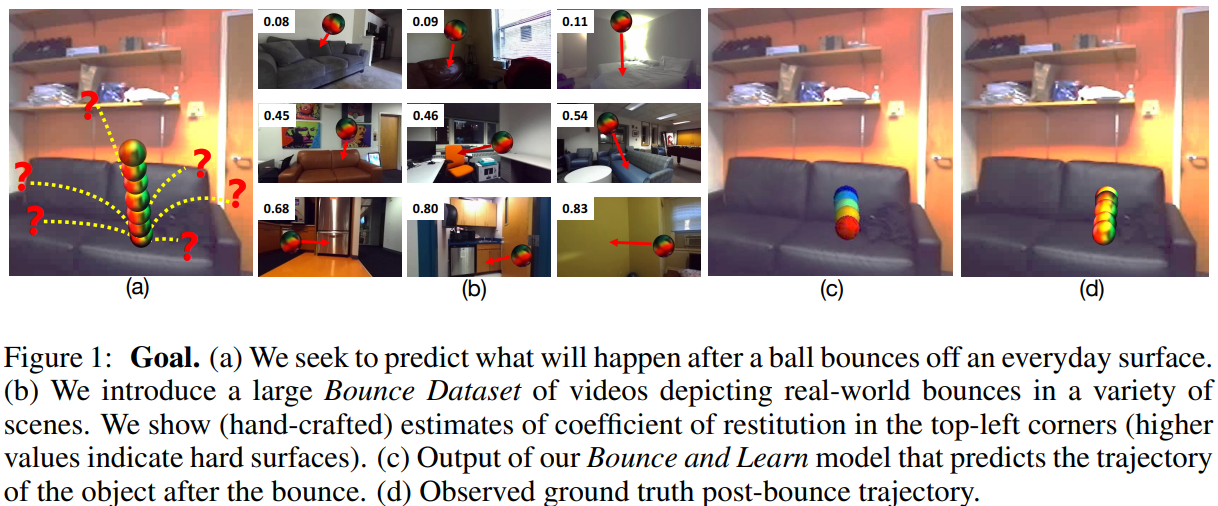 ? ? ? ? ? ?
0.08 0.09 0.11
0.45 0.46 0.54
0.68 0.80 0.83
(a) (b) (c) (d)
Figure 1: Goal. (a) We seek to predict what will happen after a ball bounces off an everyday surface.
(b) We introduce a large Bounce Dataset of videos depicting real-world bounces in a variety of
scenes. We show (hand-crafted) estimates of coefficient of restitution in the top-left corners (higher
values indicate hard surfaces). (c) Output of our Bounce and Learn model that predicts the trajectory
of the object after the bounce. (d) Observed ground truth post-bounce trajectory.